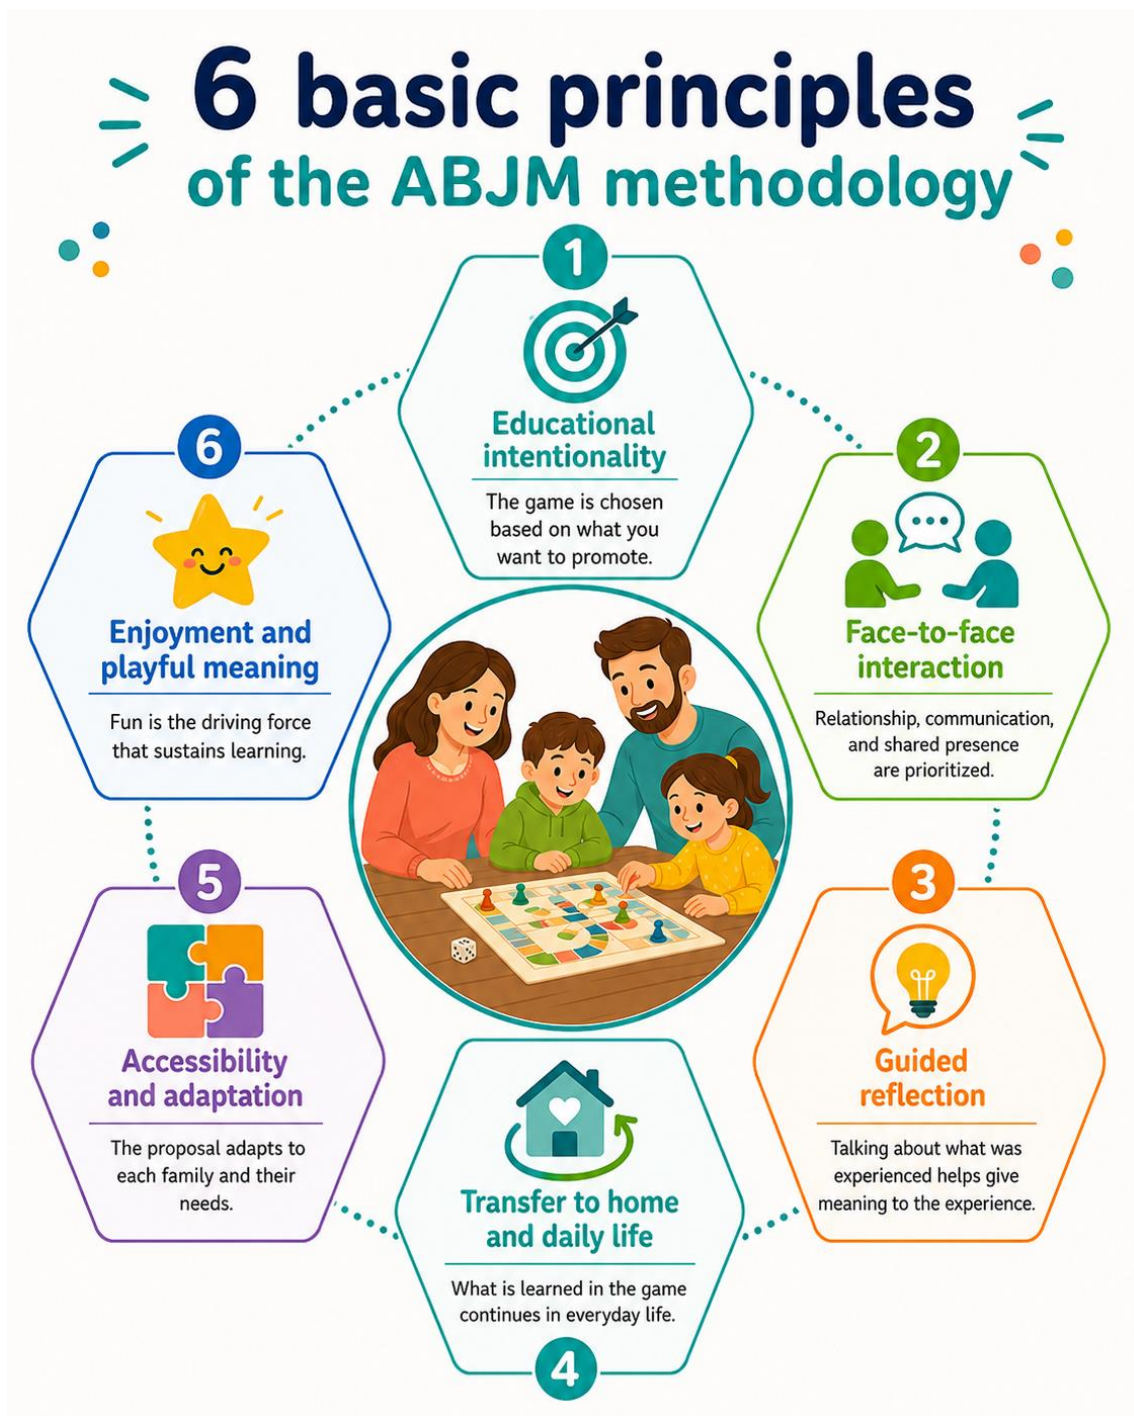 6 basic principles
of the ABJM methodology
1
Educational
intentionality
The game is chosen
based on what you
want to promote.
2
Face-to-face
interaction
Relationship, communication,
and shared presence
are prioritized.
3
Guided
reflection
Talking about what was
experienced helps give
meaning to the experience.
Transfer to home
and daily life
What is learned in the game
continues in everyday life.
4
5
Accessibility
and adaptation
The proposal adapts to
each family and their
needs.
6
Enjoyment and
playful meaning
Fun is the driving force
that sustains learning.